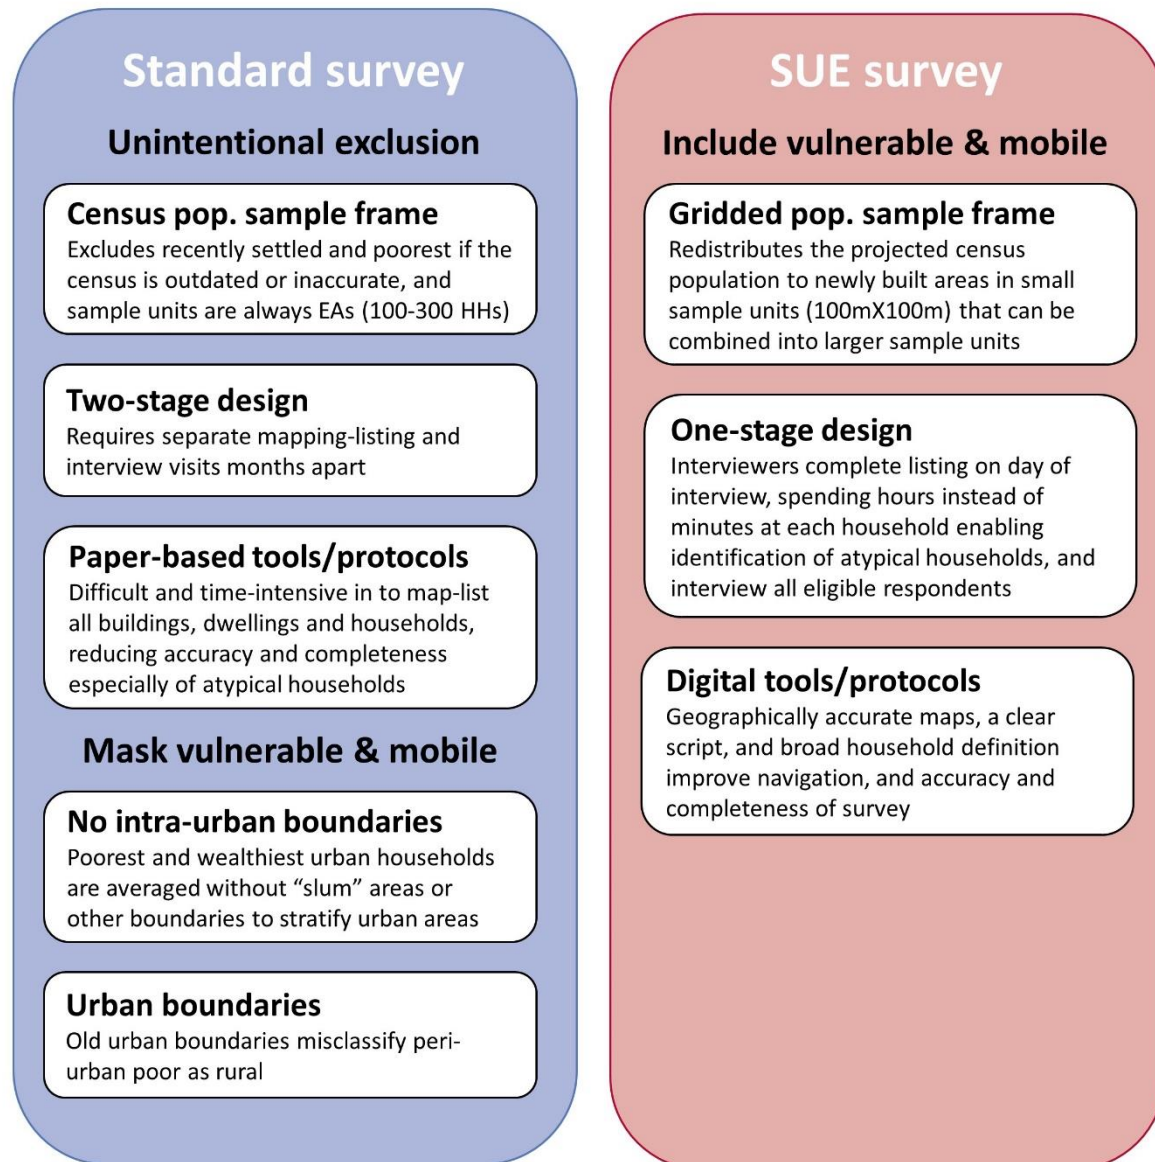 Standard survey
Unintentional exclusion
Census pop. sample frame
Excludes recently settled and poorest if the
census is outdated or inaccurate, and
sample units are always EAs (100-300 HHs)
Two-stage design
Requires separate mapping-listing and
interview visits months apart
Paper-based tools/protocols
Difficult and time-intensive in to map-list
all buildings, dwellings and households,
reducing accuracy and completeness
especially of atypical households
Mask vulnerable & mobile
No intra-urban boundaries
Poorest and wealthiest urban households
are averaged without “slum” areas or
other boundaries to stratify urban areas
Urban boundaries
Old urban boundaries misclassify peri-
urban poor as rural
SUE survey
Include vulnerable & mobile
Gridded pop. sample frame
Redistributes the projected census
population to newly built areas in small
sample units (100mX100m) that can be
combined into larger sample units
One-stage design
Interviewers complete listing on day of
interview, spending hours instead of
minutes at each household enabling
identification of atypical households, and
interview all eligible respondents
Digital tools/protocols
Geographically accurate maps, a clear
script, and broad household definition
improve navigation, and accuracy and
completeness of survey